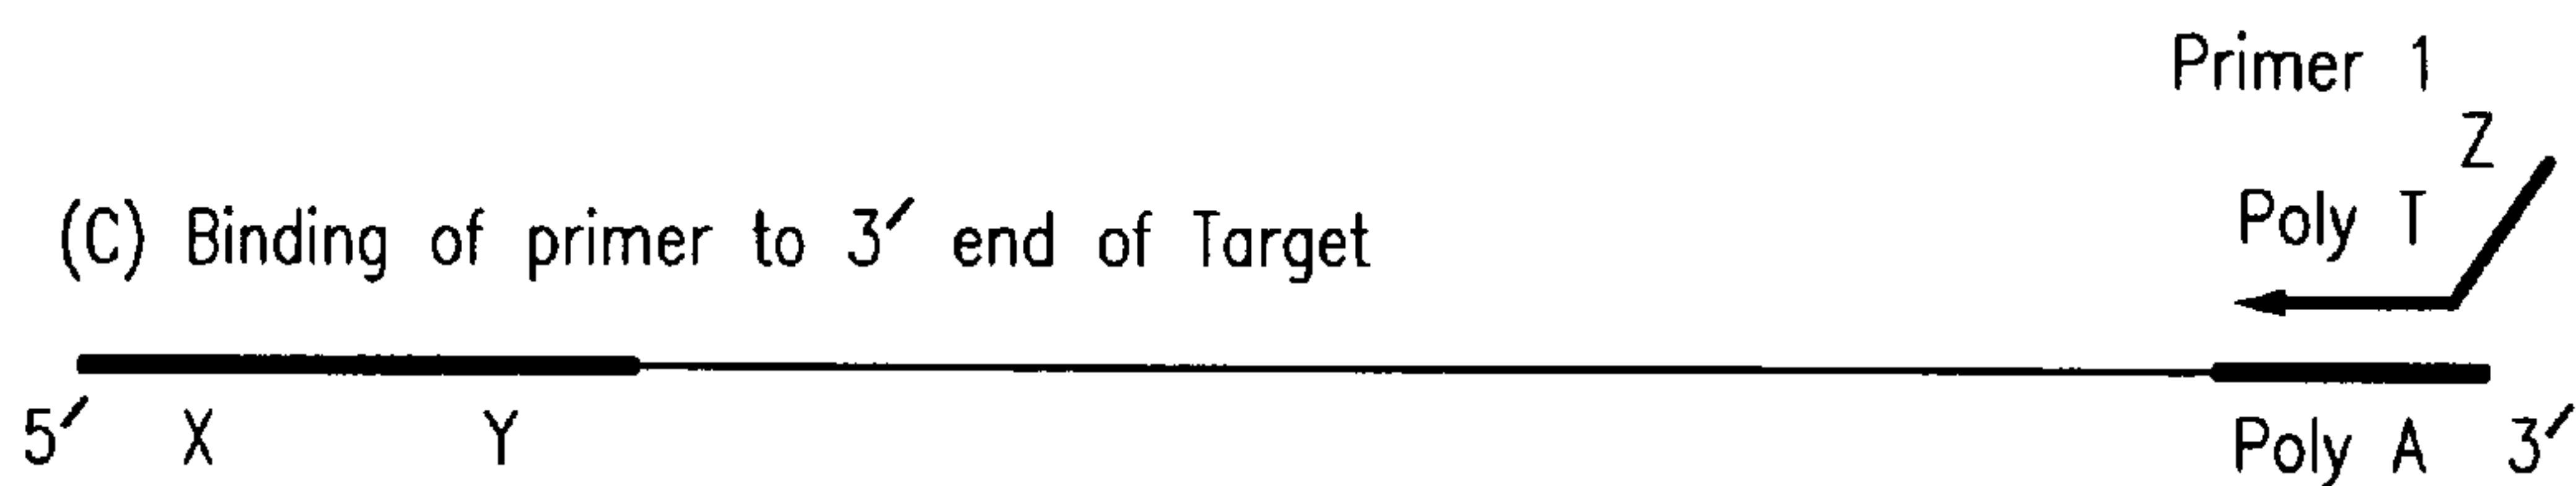 Primer 1
Z
Poly T
(C) Binding of primer to 3′ end of Target
5′ X Y Poly A 3′